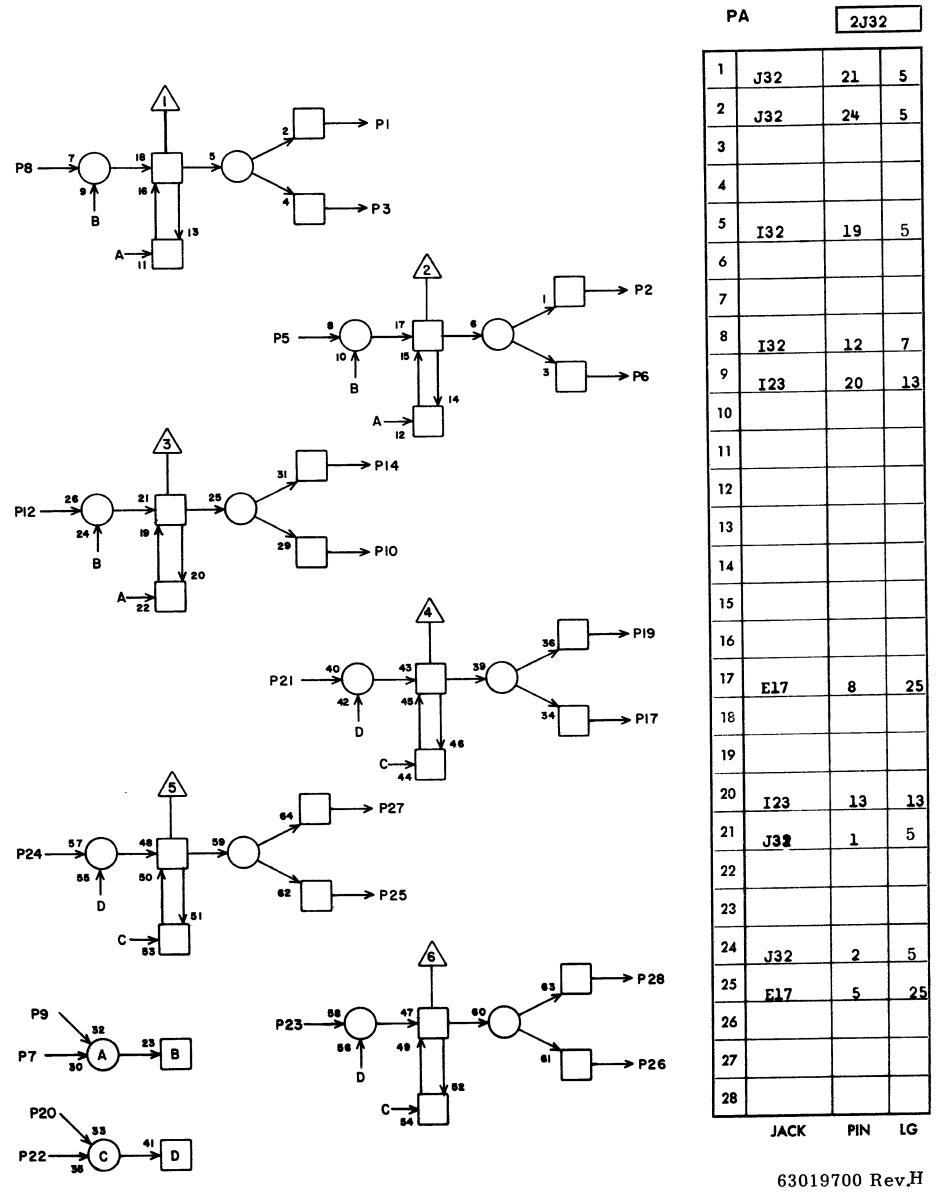 PA 2J32
1 J32 21 5
2 J32 24 5
3
4
5 I32 19 5
6
7
8 I32 12 7
9 I23 20 13
10
11
12
13
14
15
16
17 E17 8 25
18
19
20 I23 13 13
21 J32 1 5
22
23
24 J32 2 5
25 E17 5 25
26
27
28
JACK PIN LG
1
2 P1
P8 7 18 5
9 16
4 P3
B
13
A
11
2
1 P2
P5 8 17 6
10 15
3 P6
B
14
A
12
3
31 P14
P12 26 21 25
24 19
29 P10
B
20
A
22
4
36 P19
P21 40 43 39
42 45
34 P17
D
46
C
44
5
64 P27
P24 57 48 59
55 50
62 P25
D
51
C
53
6
63 P28
P23 58 47 60
56 49
61 P26
D
52
C
54
P9
32 23
P7 A B
30
P20
33 41
P22 C D
35
63019700 Rev.H